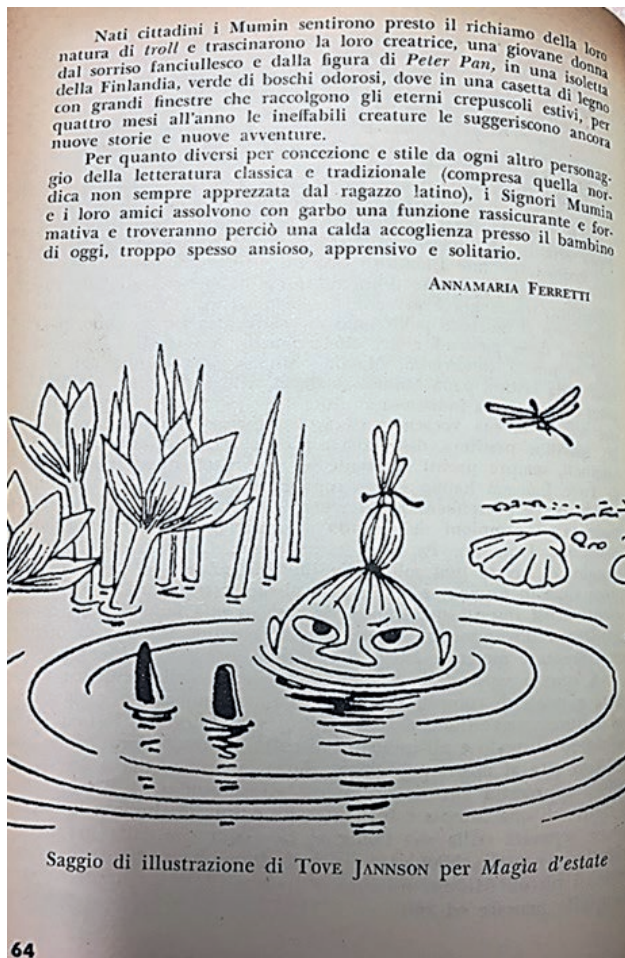 Nati cittadini i Mumin sentirono presto il richiamo della loro
natura di troll e trascinarono la loro creatrice, una giovane donna
dal sorriso fanciullesco e dalla figura di Peter Pan, in una isoletta
della Finlandia, verde di boschi odorosi, dove in una casetta di legno
con grandi finestre che raccolgono gli eterni crepuscoli estivi, per
quattro mesi all'anno le ineffabili creature le suggeriscono ancora
nuove storie e nuove avventure.
Per quanto diversi per concezione e stile da ogni altro personag-
gio della letteratura classica e tradizionale (compresa quella nor-
dica non sempre apprezzata dal ragazzo latino), i Signori Mumin
e i loro amici assolvono con garbo una funzione rassicurante e for-
mativa e troveranno perciò una calda accoglienza presso il bambino
di oggi, troppo spesso ansioso, apprensivo e solitario.
ANNAMARIA FERRETTI
Saggio di illustrazione di TOVE JANNSON per Magia d'estate
64